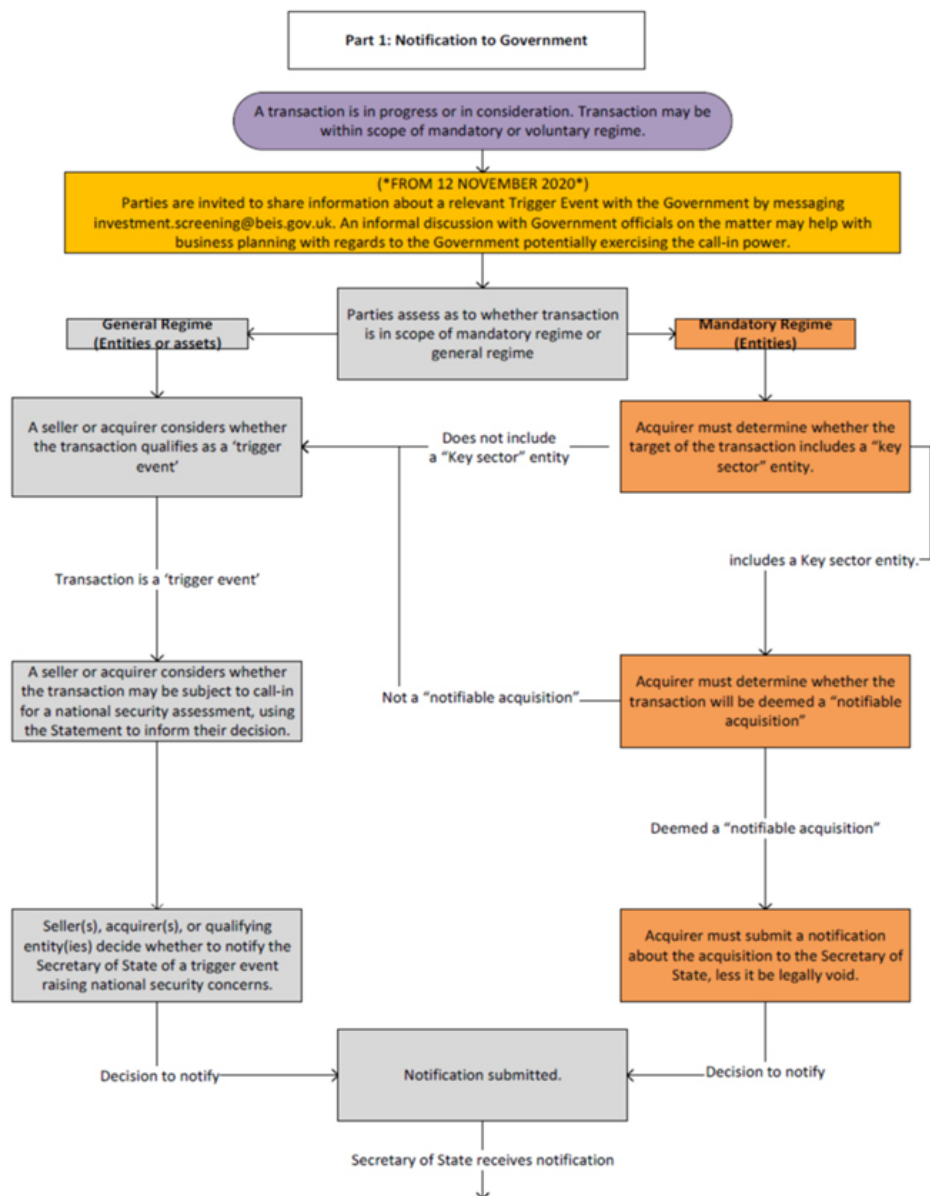 Part 1: Notification to Government
A transaction is in progress or in consideration. Transaction may be
within scope of mandatory or voluntary regime.
(*FROM 12 NOVEMBER 2020*)
Parties are invited to share information about a relevant Trigger Event with the Government by messaging
investment.screening@beis.gov.uk. An informal discussion with Government officials on the matter may help with
business planning with regards to the Government potentially exercising the call-in power.
Parties assess as to whether transaction
is in scope of mandatory regime or
general regime
General Regime
(Entities or assets)
Mandatory Regime
(Entities)
A seller or acquirer considers whether
the transaction qualifies as a ‘trigger
event’
Does not include
a “Key sector” entity
Acquirer must determine whether the
target of the transaction includes a “key
sector” entity.
Transaction is a ‘trigger event’
includes a Key sector entity.
A seller or acquirer considers whether
the transaction may be subject to call-in
for a national security assessment, using
the Statement to inform their decision.
Not a “notifiable acquisition”
Acquirer must determine whether the
transaction will be deemed a “notifiable
acquisition”
Deemed a “notifiable acquisition”
Seller(s), acquirer(s), or qualifying
entity(ies) decide whether to notify the
Secretary of State of a trigger event
raising national security concerns.
Acquirer must submit a notification
about the acquisition to the Secretary of
State, less it be legally void.
Decision to notify
Notification submitted.
Decision to notify
Secretary of State receives notification